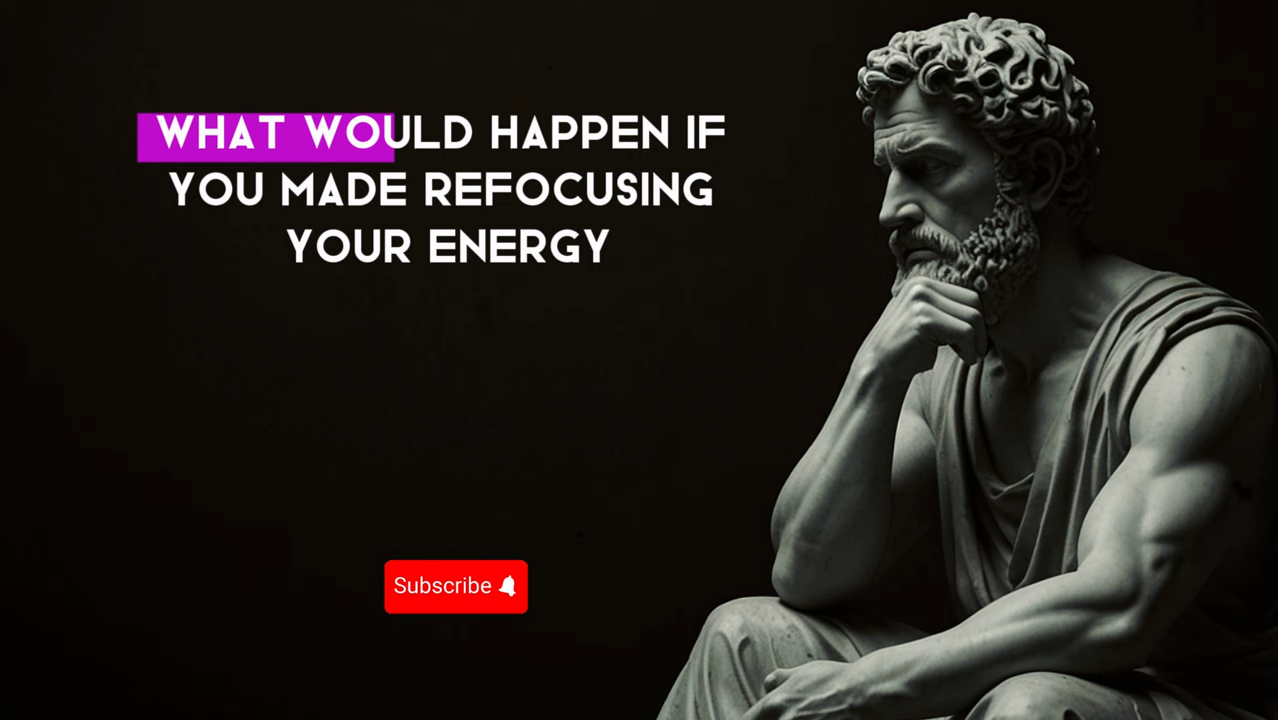 WHAT WOULD HAPPEN IF
YOU MADE REFOCUSING
YOUR ENERGY
Subscribe